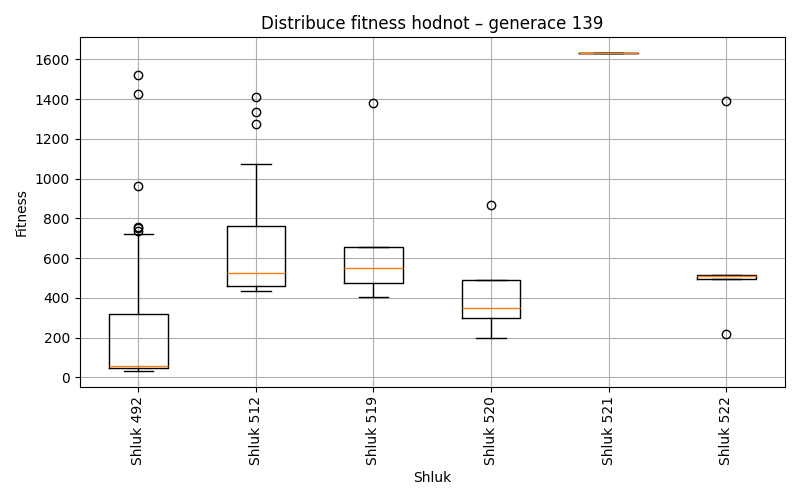 Distribuce fitness hodnot – generace 139
Fitness
1600
1400
1200
1000
800
600
400
200
0
Shluk 492
Shluk 512
Shluk 519
Shluk 520
Shluk 521
Shluk 522
Shluk